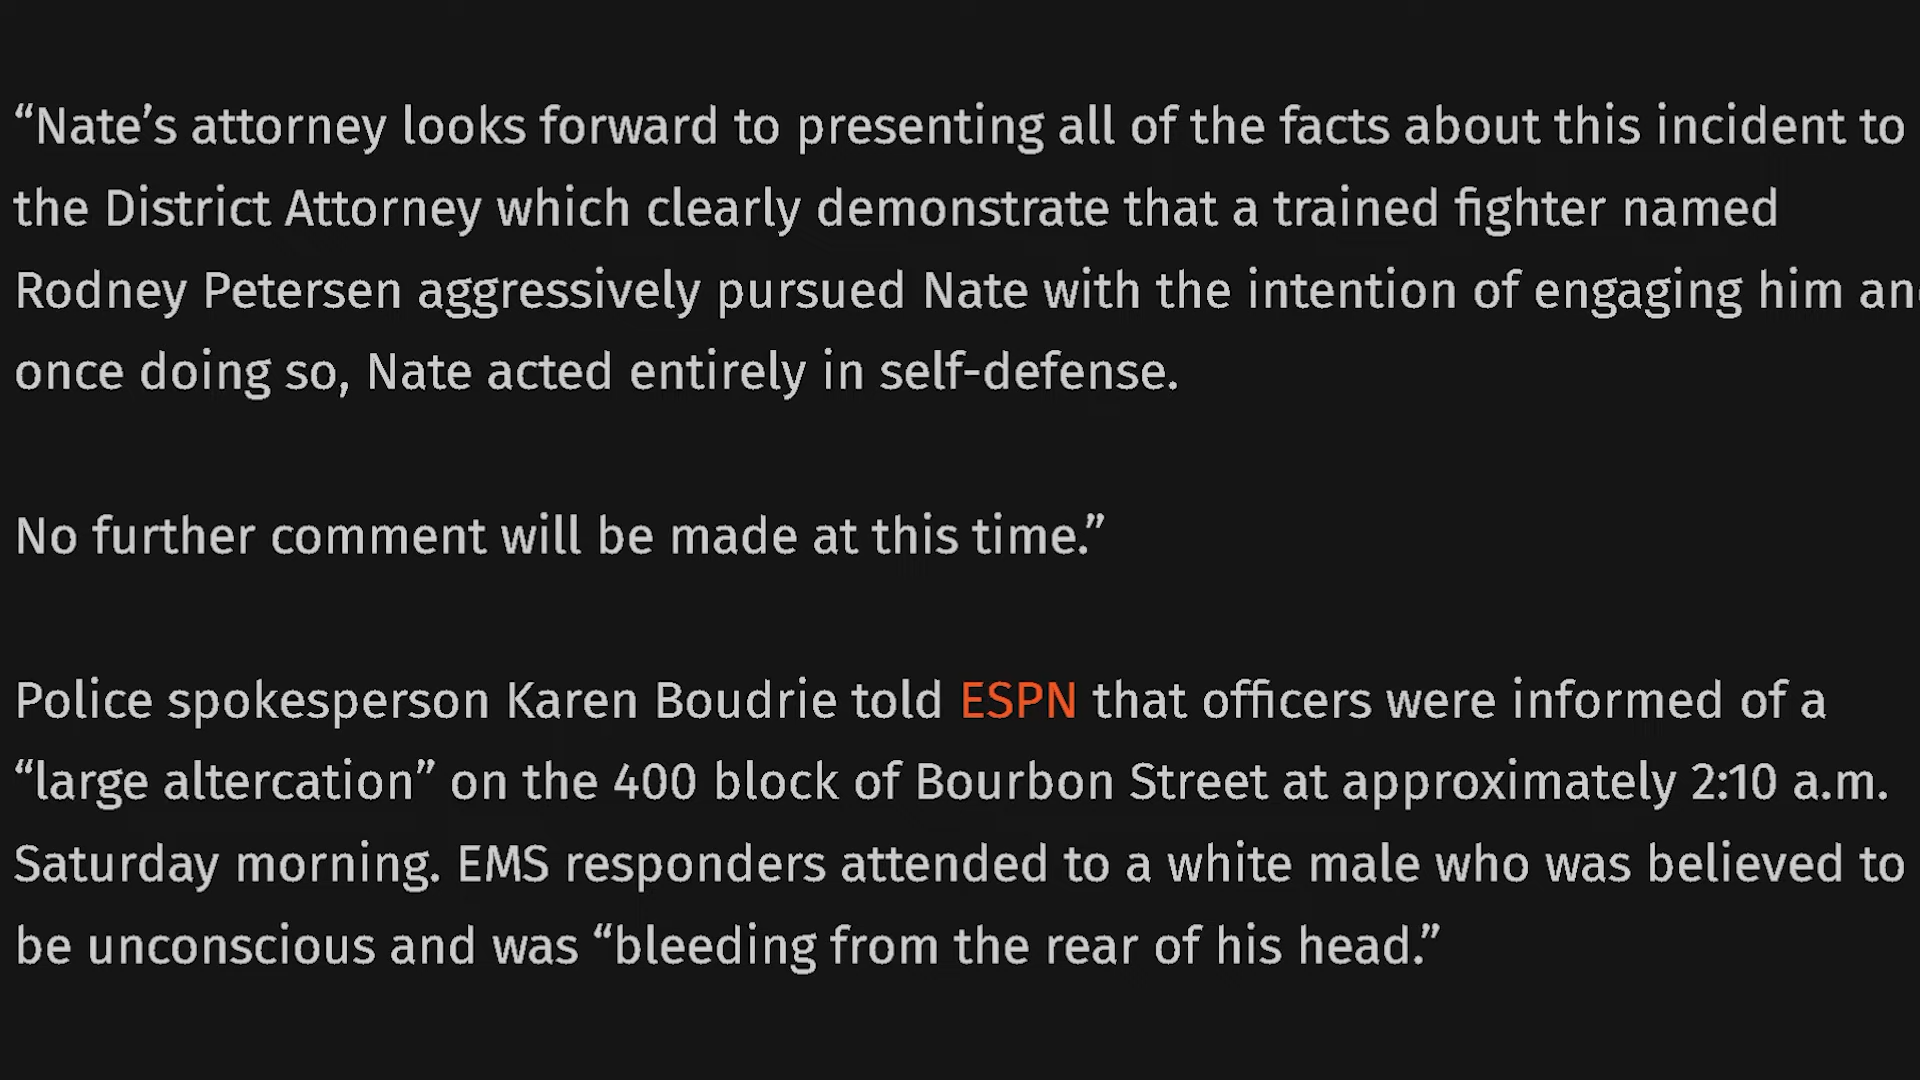 “Nate’s attorney looks forward to presenting all of the facts about this incident to
the District Attorney which clearly demonstrate that a trained fighter named
Rodney Petersen aggressively pursued Nate with the intention of engaging him and
once doing so, Nate acted entirely in self-defense.
No further comment will be made at this time.”
Police spokesperson Karen Boudrie told ESPN that officers were informed of a
“large altercation” on the 400 block of Bourbon Street at approximately 2:10 a.m.
Saturday morning. EMS responders attended to a white male who was believed to
be unconscious and was “bleeding from the rear of his head.”